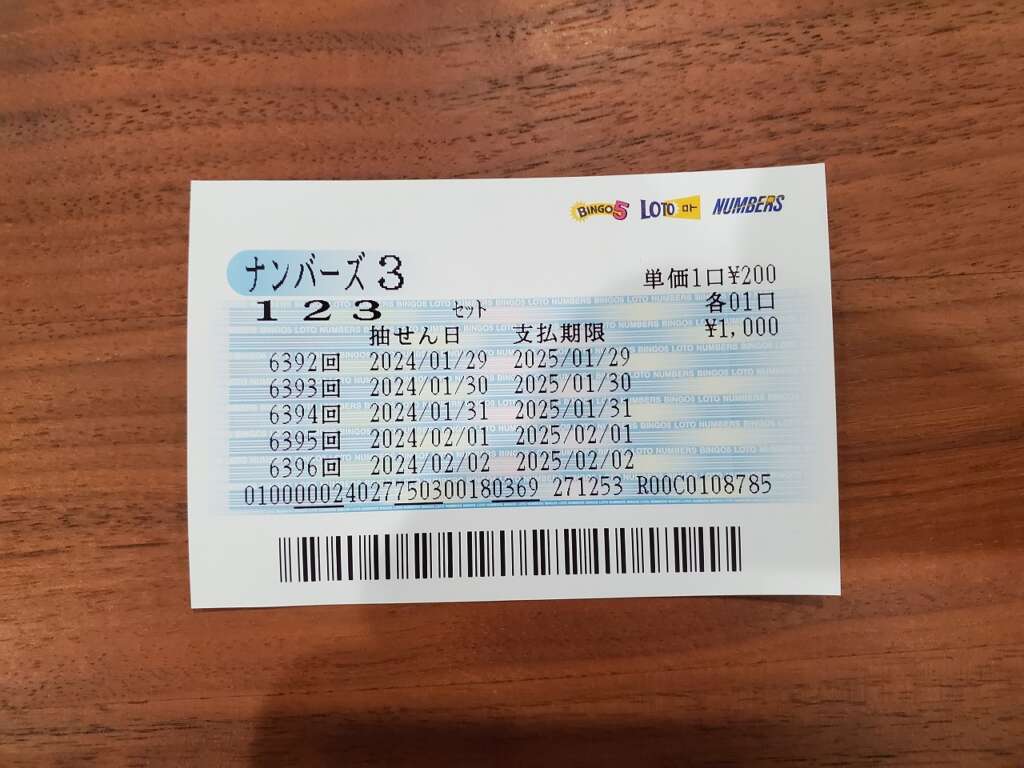 BINGO5 LOTO ロト NUMBERS
ナンバーズ3 単価1口¥200
123 セット 各01口
抽せん日 支払期限 ¥1,000
6392回 2024/01/29 2025/01/29
6393回 2024/01/30 2025/01/30
6394回 2024/01/31 2025/01/31
6395回 2024/02/01 2025/02/01
6396回 2024/02/02 2025/02/02
010000024027750300180369 271253 R00C0108785